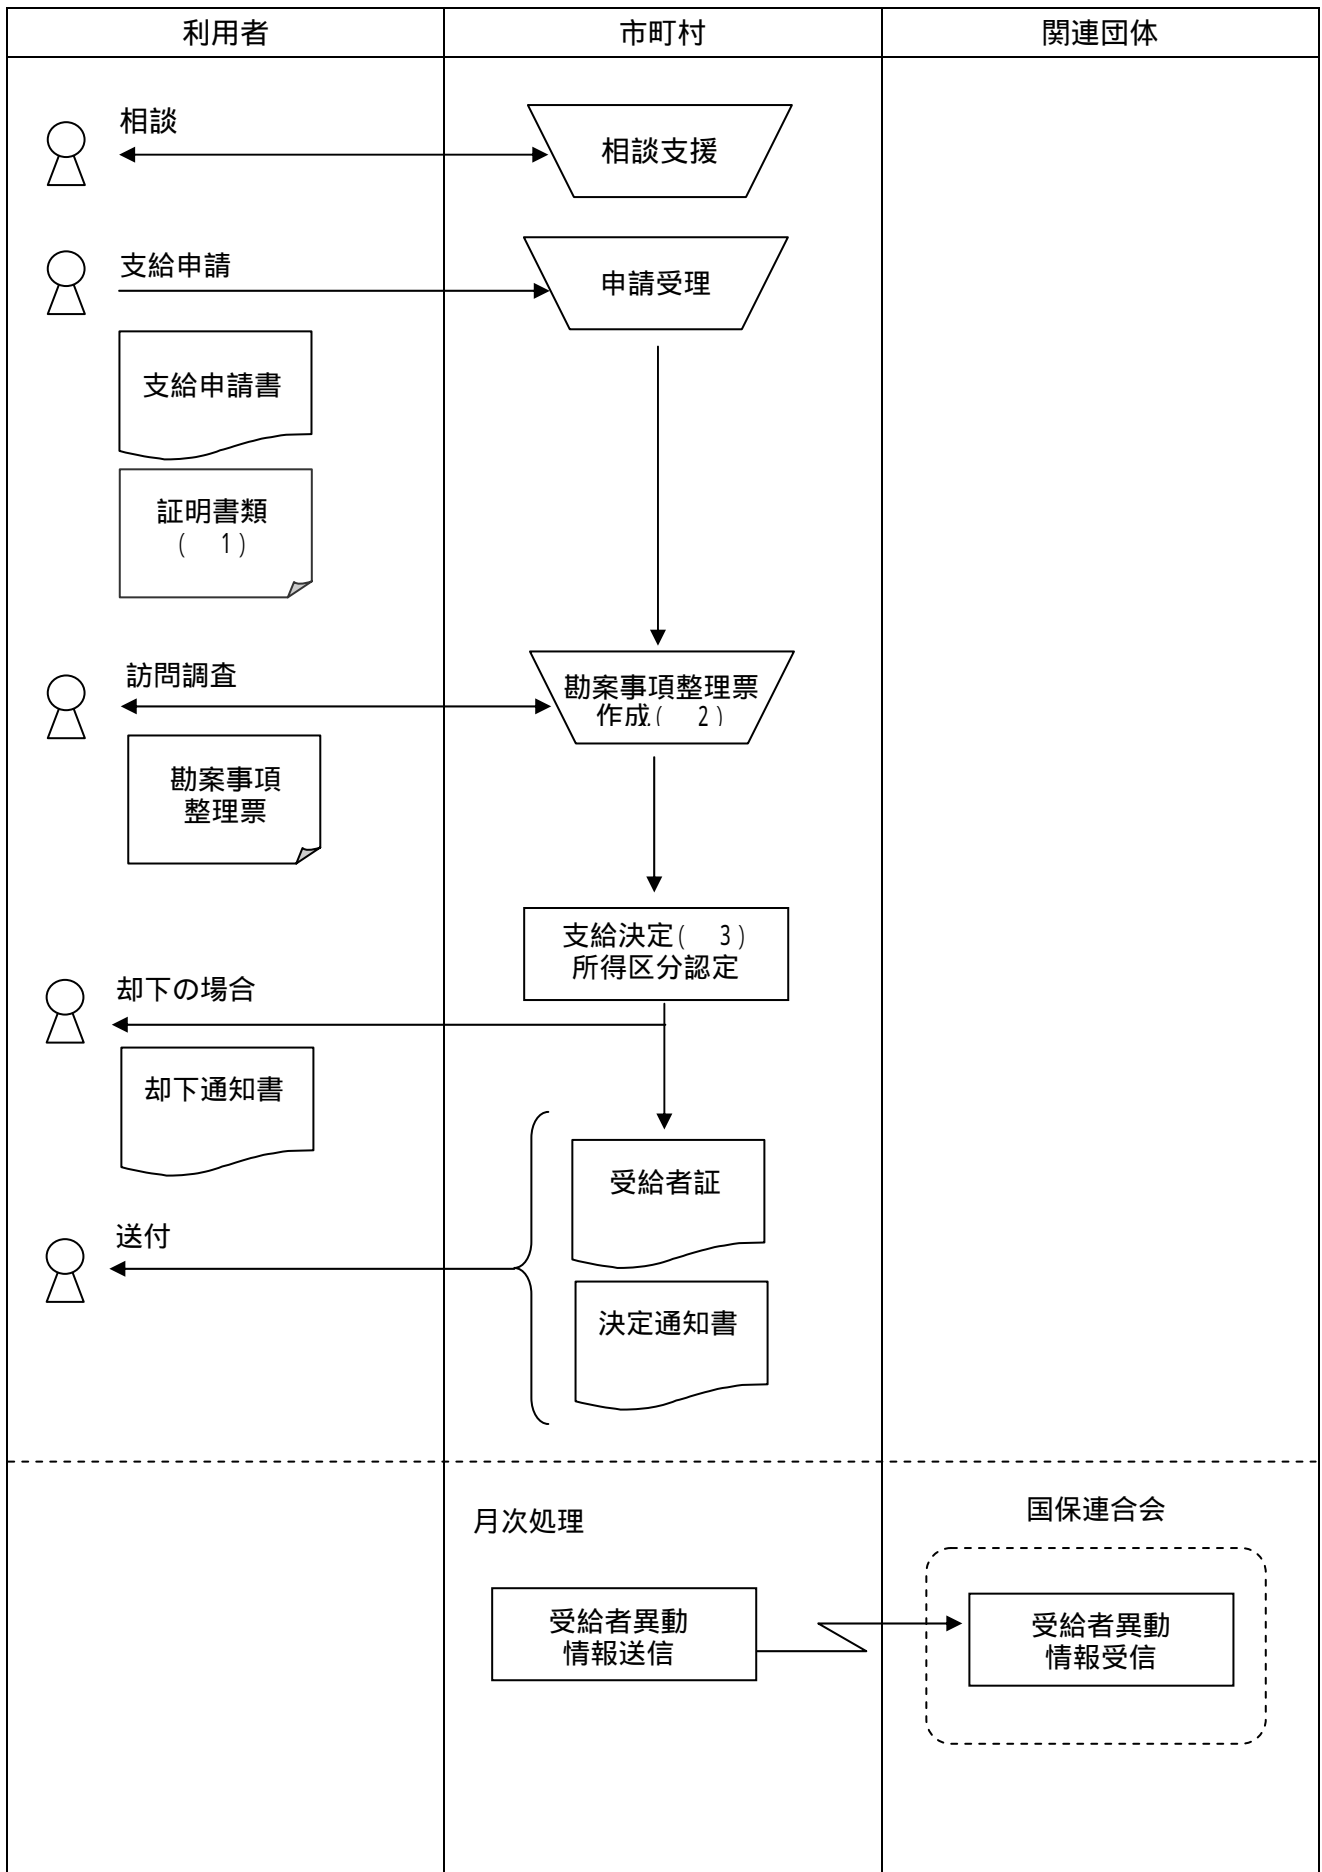 利用者
市町村
関連団体
相談
相談支援
支給申請
申請受理
支給申請書
証明書類
( 1)
訪問調査
勘案事項整理票
作成( 2)
勘案事項
整理票
支給決定( 3)
所得区分認定
却下の場合
却下通知書
受給者証
送付
決定通知書
月次処理
国保連合会
受給者異動
情報送信
受給者異動
情報受信